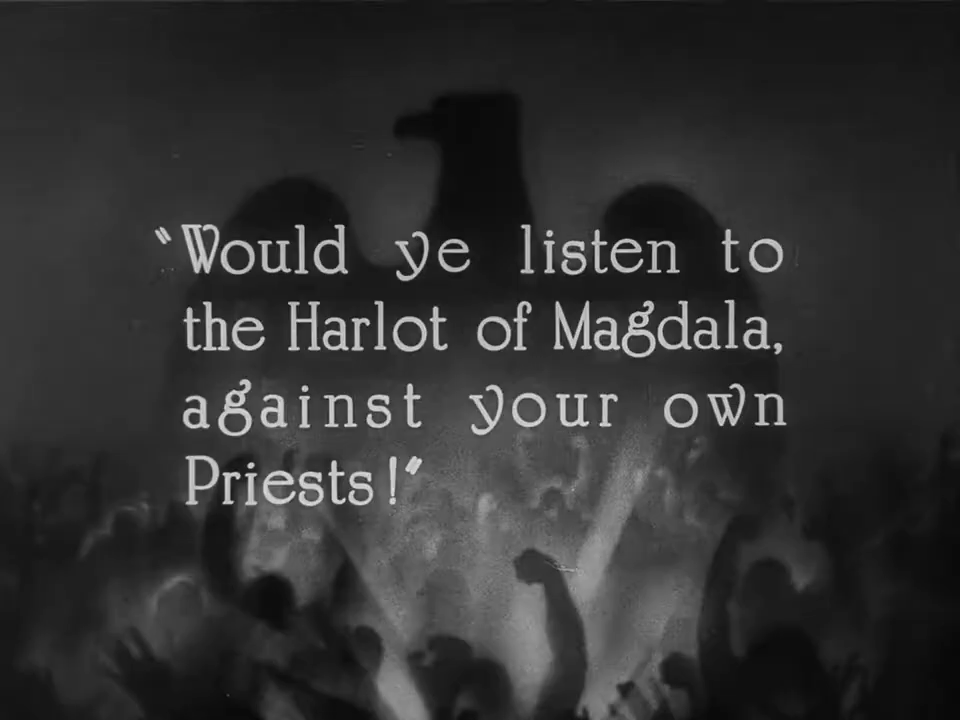 "Would ye listen to
the Harlot of Magdala,
against your own
Priests!"